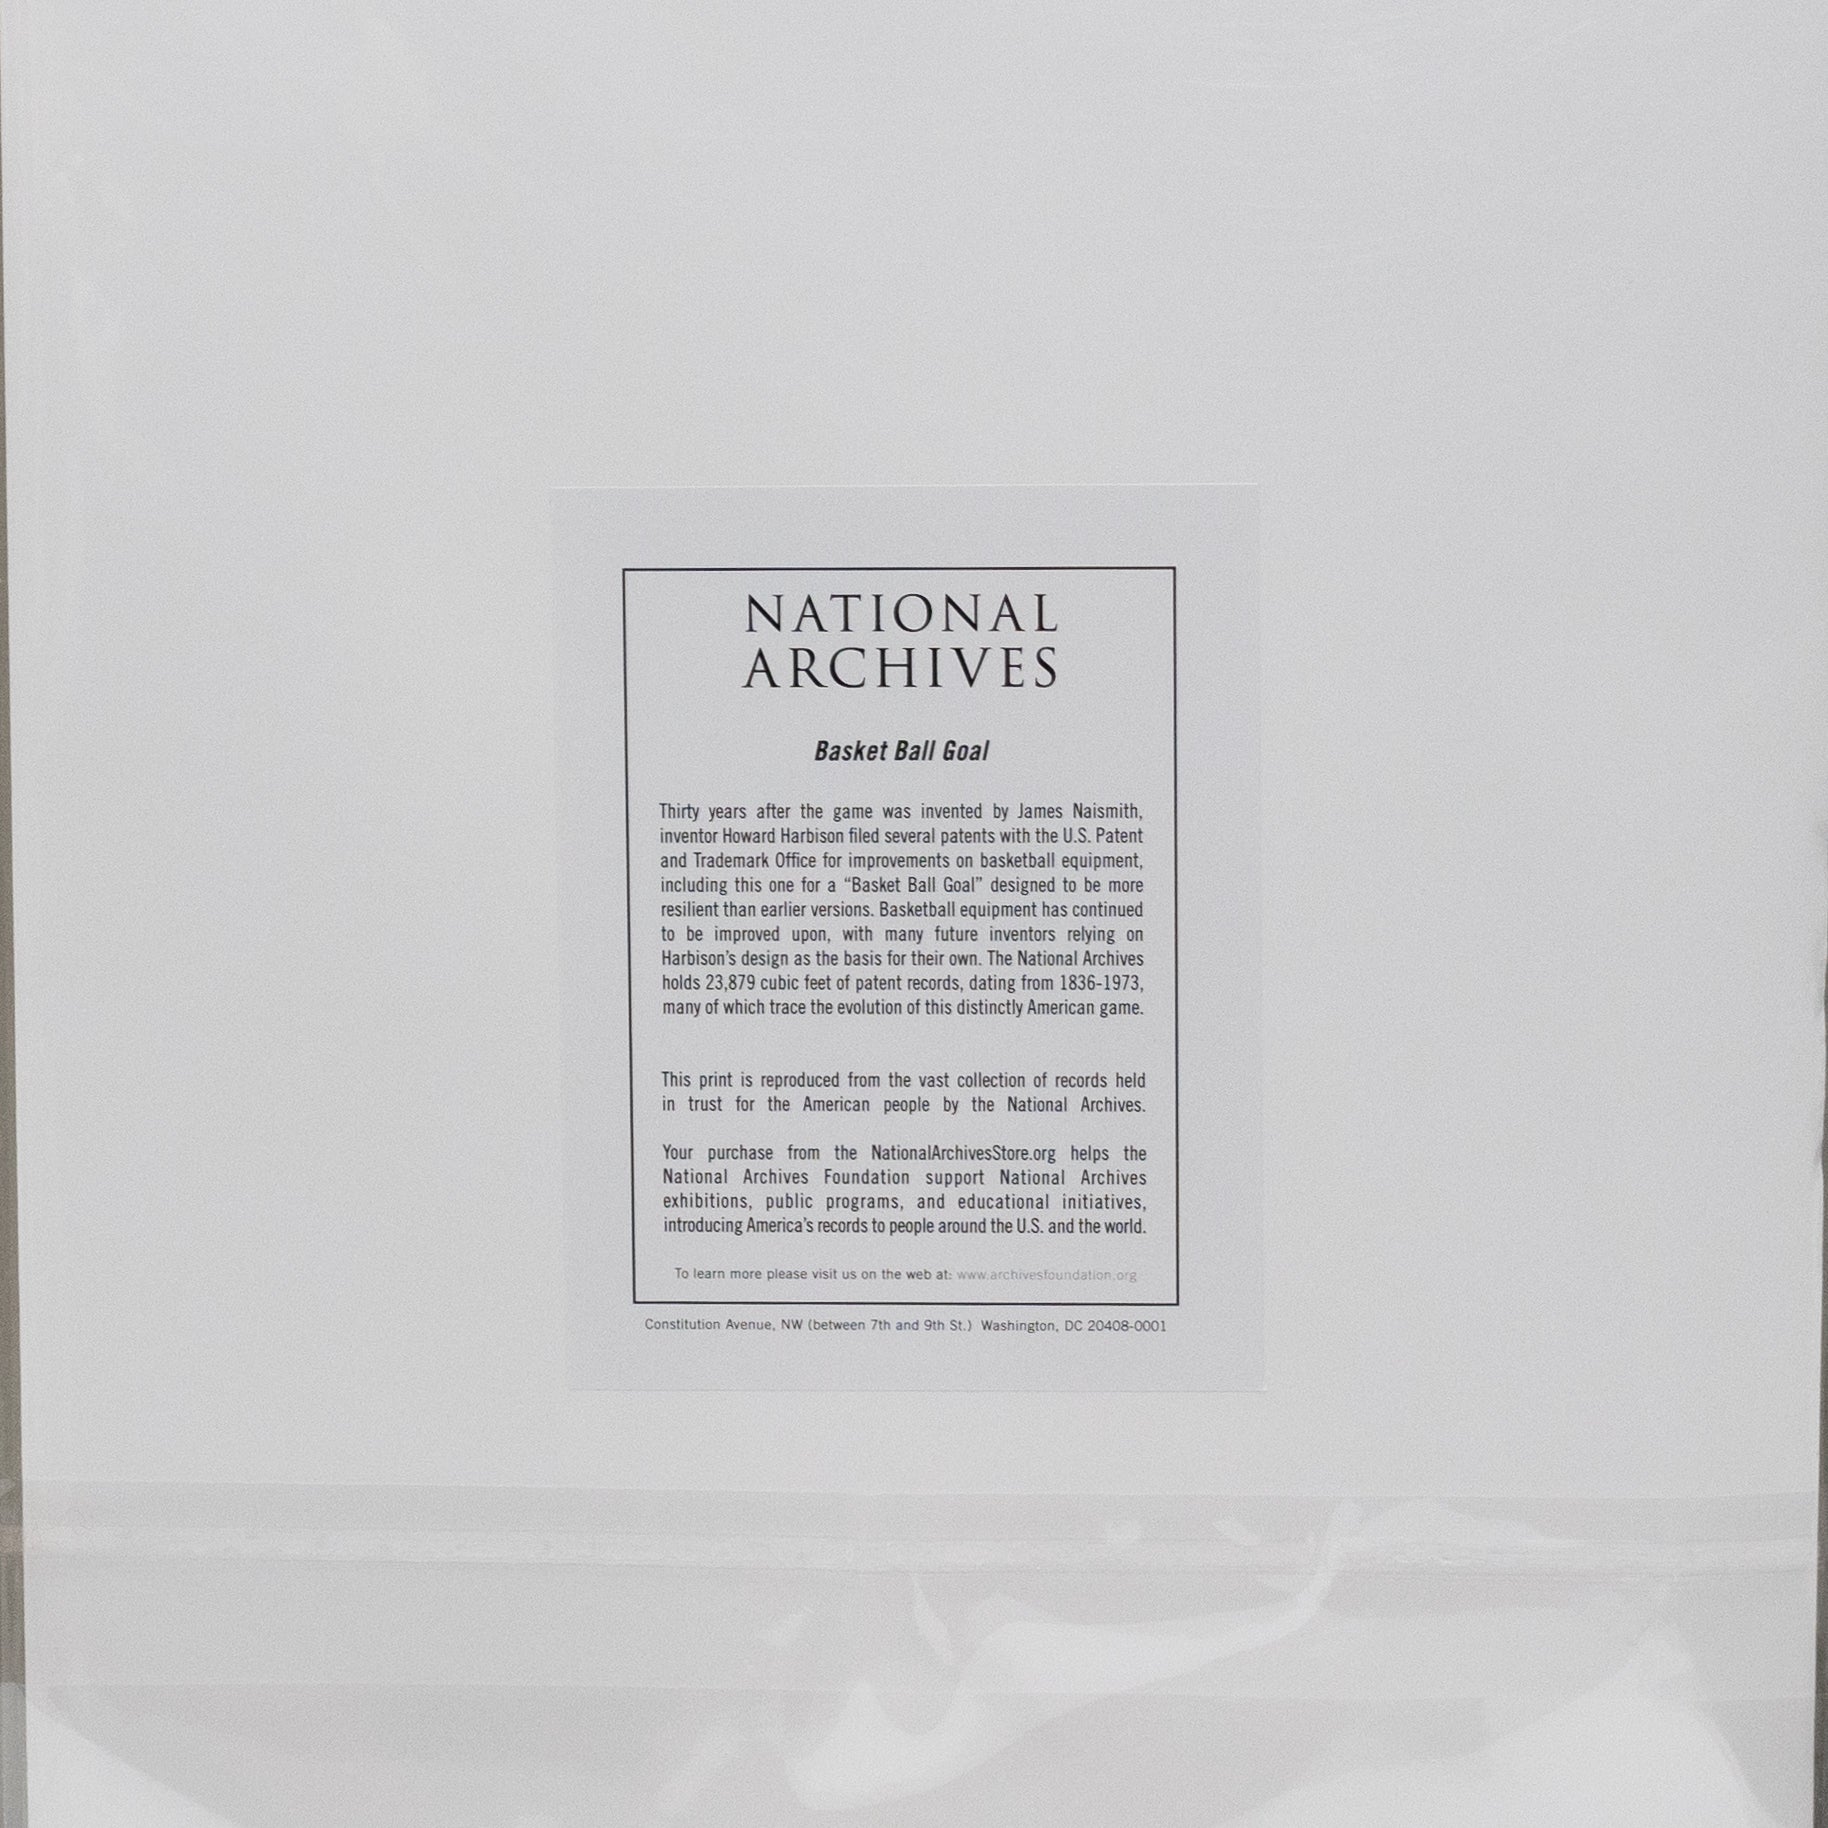 NATIONAL
ARCHIVES
Basket Ball Goal
Thirty years after the game was invented by James Naismith,
inventor Howard Harbison filed several patents with the U.S. Patent
and Trademark Office for improvements on basketball equipment,
including this one for a “Basket Ball Goal” designed to be more
resilient than earlier versions. Basketball equipment has continued
to be improved upon, with many future inventors relying on
Harbison’s design as the basis for their own. The National Archives
holds 23,879 cubic feet of patent records, dating from 1836-1973,
many of which trace the evolution of this distinctly American game.
This print is reproduced from the vast collection of records held
in trust for the American people by the National Archives.
Your purchase from the NationalArchivesStore.org helps the
National Archives Foundation support National Archives
exhibitions, public programs, and educational initiatives,
introducing America’s records to people around the U.S. and the world.
To learn more please visit us on the web at: www.archivesfoundation.org
Constitution Avenue, NW (between 7th and 9th St.) Washington, DC 20408-0001